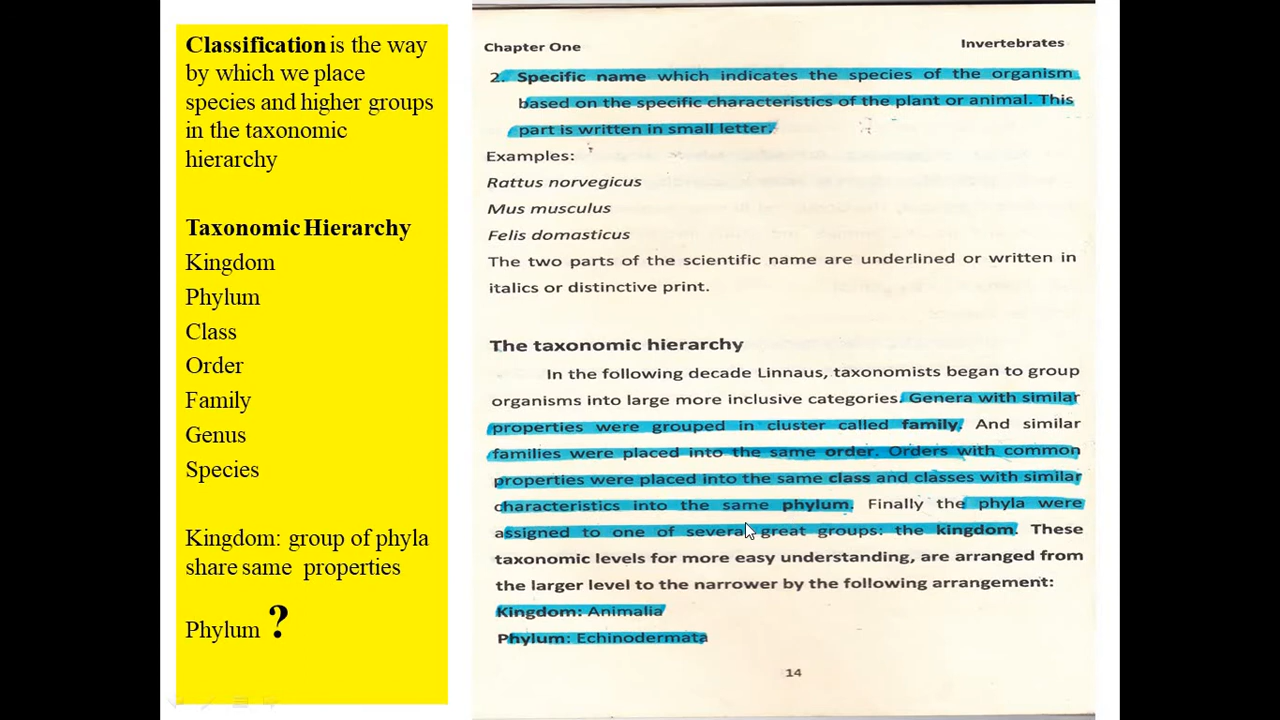 Classification is the way
by which we place
species and higher groups
in the taxonomic
hierarchy
Taxonomic Hierarchy
Kingdom
Phylum
Class
Order
Family
Genus
Species
Kingdom: group of phyla
share same properties
Phylum ?
Chapter One
Invertebrates
2. Specific name which indicates the species of the organism
based on the specific characteristics of the plant or animal. This
part is written in small letter.
Examples:
Rattus norvegicus
Mus musculus
Felis domasticus
The two parts of the scientific name are underlined or written in
italics or distinctive print.
The taxonomic hierarchy
In the following decade Linnaus, taxonomists began to group
organisms into large more inclusive categories. Genera with similar
properties were grouped in cluster called family. And similar
families were placed into the same order. Orders with common
properties were placed into the same class and classes with similar
characteristics into the same phylum. Finally the phyla were
assigned to one of several great groups: the kingdom. These
taxonomic levels for more easy understanding, are arranged from
the larger level to the narrower by the following arrangement:
Kingdom: Animalia
Phylum: Echinodermata
14